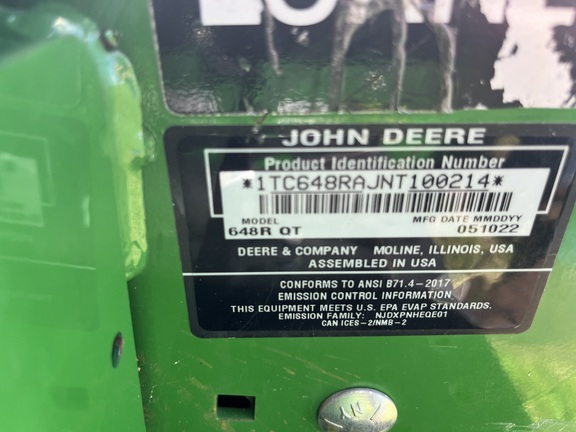 JOHN DEERE
Product Identification Number
*1TC648RAJNT100214*
MODEL MFG DATE MMDDYY
648R QT 051022
DEERE & COMPANY MOLINE, ILLINOIS, USA
ASSEMBLED IN USA
CONFORMS TO ANSI B71.4-2017
EMISSION CONTROL INFORMATION
THIS EQUIPMENT MEETS U.S. EPA EVAP STANDARDS.
EMISSION FAMILY: NJDXPNHEQE01
CAN ICES-2/NMB-2